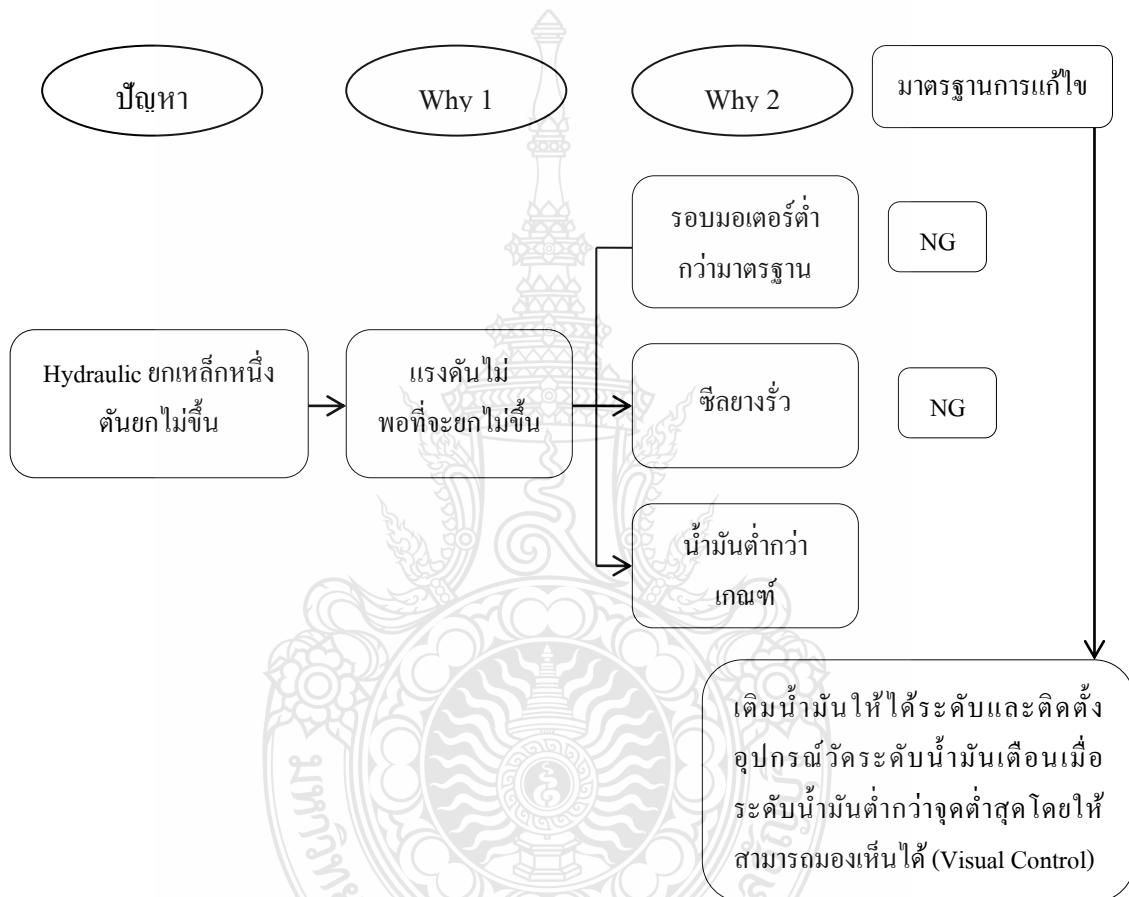 ปัญหา
Why 1
Why 2
มาตรฐานการแก้ไข
รอบมอเตอร์ต่ำ
กว่ามาตรฐาน
NG
Hydraulic ยกเหล็กหนึ่ง
ตันยกไม่ขึ้น
แรงดันไม่
พอที่จะยกไม่ขึ้น
ซีลยางรั่ว
NG
น้ำมันต่ำกว่า
เกณฑ์
เติมน้ำมันให้ได้ระดับและติดตั้ง
อุปกรณ์วัดระดับน้ำมันเตือนเมื่อ
ระดับน้ำมันต่ำกว่าจุดต่ำสุดโดยให้
สามารถมองเห็นได้ (Visual Control)